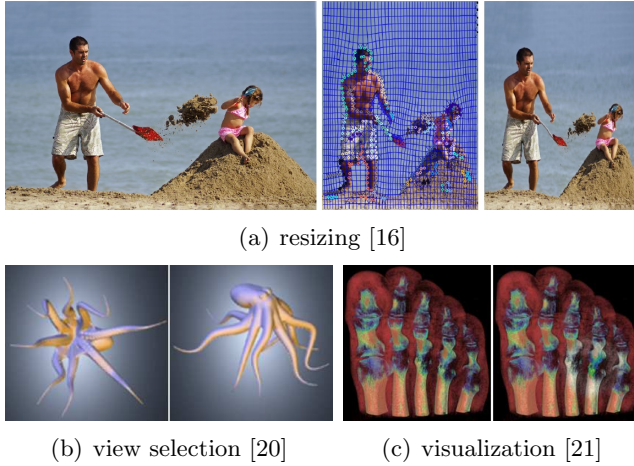 (a) resizing [16]
(b) view selection [20]
(c) visualization [21]